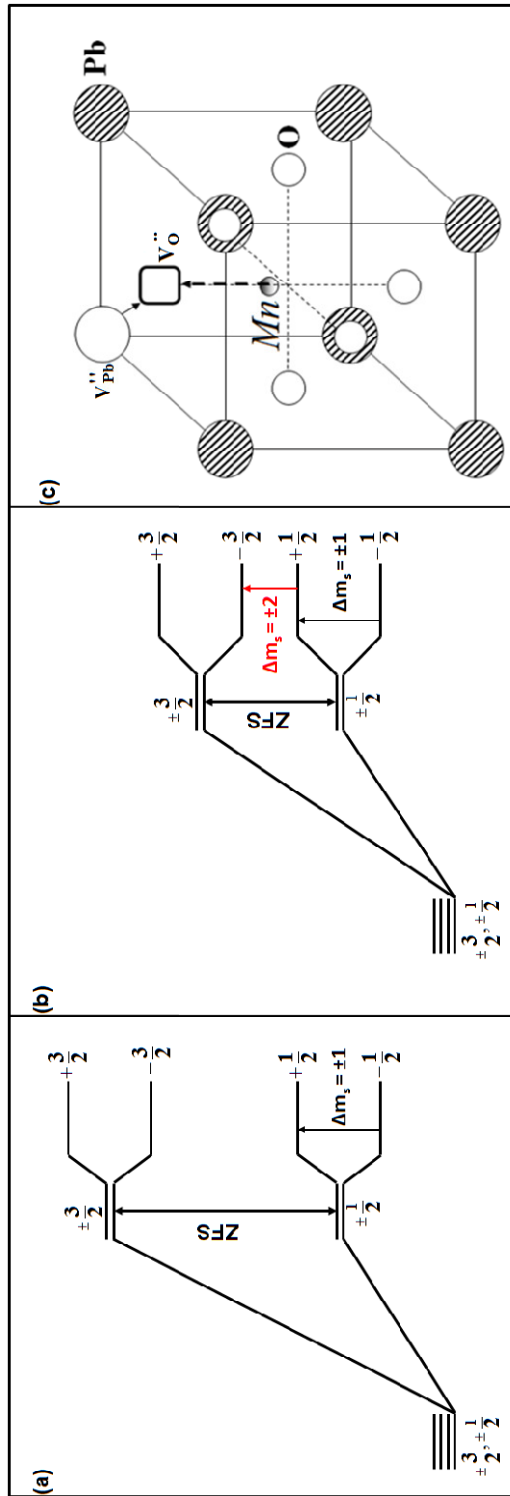 (a)
±3/2, ±1/2
±3/2
ZFS
±1/2
+3/2
−3/2
+1/2
Δmₛ = ±1
−1/2
(b)
±3/2, ±1/2
±3/2
ZFS
±1/2
+3/2
−3/2
Δmₛ = ±2
+1/2
Δmₛ = ±1
−1/2
(c)
V''Pb
V¨O
Pb
Mn
O